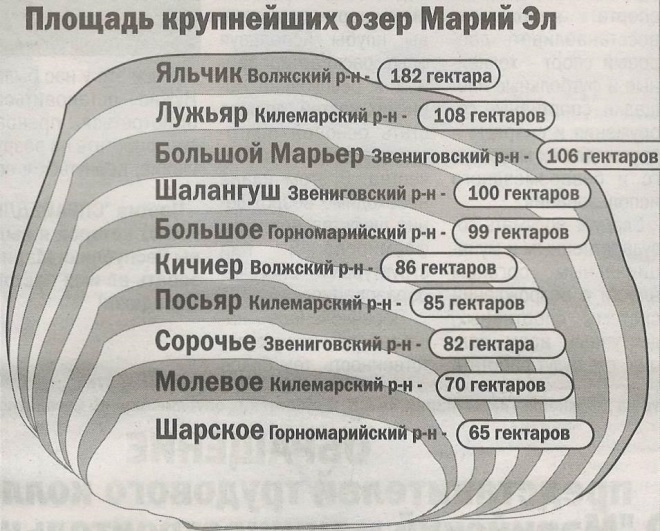 Площадь крупнейших озер Марий Эл
Яльчик Волжский р-н - 182 гектара
Лужьяр Килемарский р-н - 108 гектаров
Большой Марьер Звениговский р-н - 106 гектаров
Шалангуш Звениговский р-н - 100 гектаров
Большое Горномарийский р-н - 99 гектаров
Кичиер Волжский р-н - 86 гектаров
Посьяр Килемарский р-н - 85 гектаров
Сорочье Звениговский р-н - 82 гектара
Молевое Килемарский р-н - 70 гектаров
Шарское Горномарийский р-н - 65 гектаров